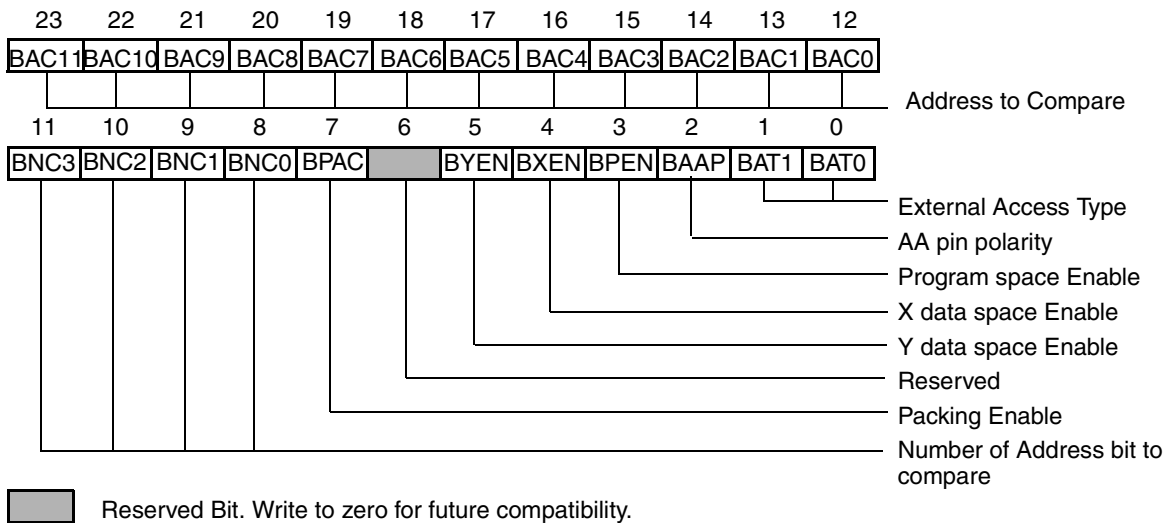 23 22 21 20 19 18 17 16 15 14 13 12
BAC11 BAC10 BAC9 BAC8 BAC7 BAC6 BAC5 BAC4 BAC3 BAC2 BAC1 BAC0
Address to Compare
11 10 9 8 7 6 5 4 3 2 1 0
BNC3 BNC2 BNC1 BNC0 BPAC BYEN BXEN BPEN BAAP BAT1 BAT0
External Access Type
AA pin polarity
Program space Enable
X data space Enable
Y data space Enable
Reserved
Packing Enable
Number of Address bit to
compare
Reserved Bit. Write to zero for future compatibility.